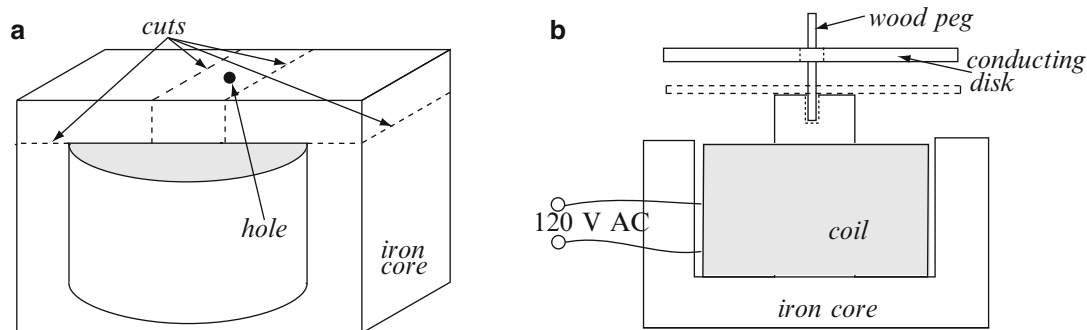 a
cuts
hole
iron
core
b
wood peg
conducting
disk
120 V AC
coil
iron core